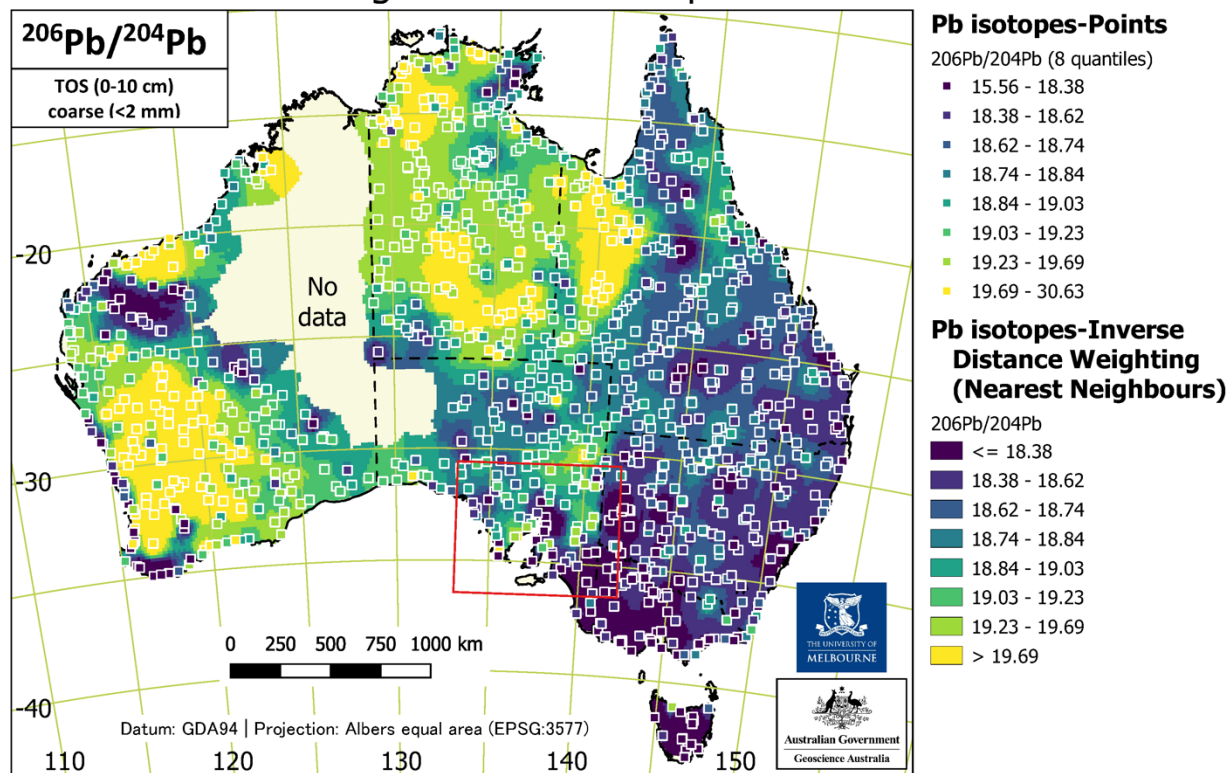 206Pb/204Pb
TOS (0-10 cm)
coarse (<2 mm)
No
data
-20
-30
-40
0 250 500 750 1000 km
Datum: GDA94 | Projection: Albers equal area (EPSG:3577)
110 120 130 140 150
THE UNIVERSITY OF
MELBOURNE
Australian Government
Geoscience Australia
Pb isotopes-Points
206Pb/204Pb (8 quantiles)
15.56 - 18.38
18.38 - 18.62
18.62 - 18.74
18.74 - 18.84
18.84 - 19.03
19.03 - 19.23
19.23 - 19.69
19.69 - 30.63
Pb isotopes-Inverse
Distance Weighting
(Nearest Neighbours)
206Pb/204Pb
<= 18.38
18.38 - 18.62
18.62 - 18.74
18.74 - 18.84
18.84 - 19.03
19.03 - 19.23
19.23 - 19.69
> 19.69